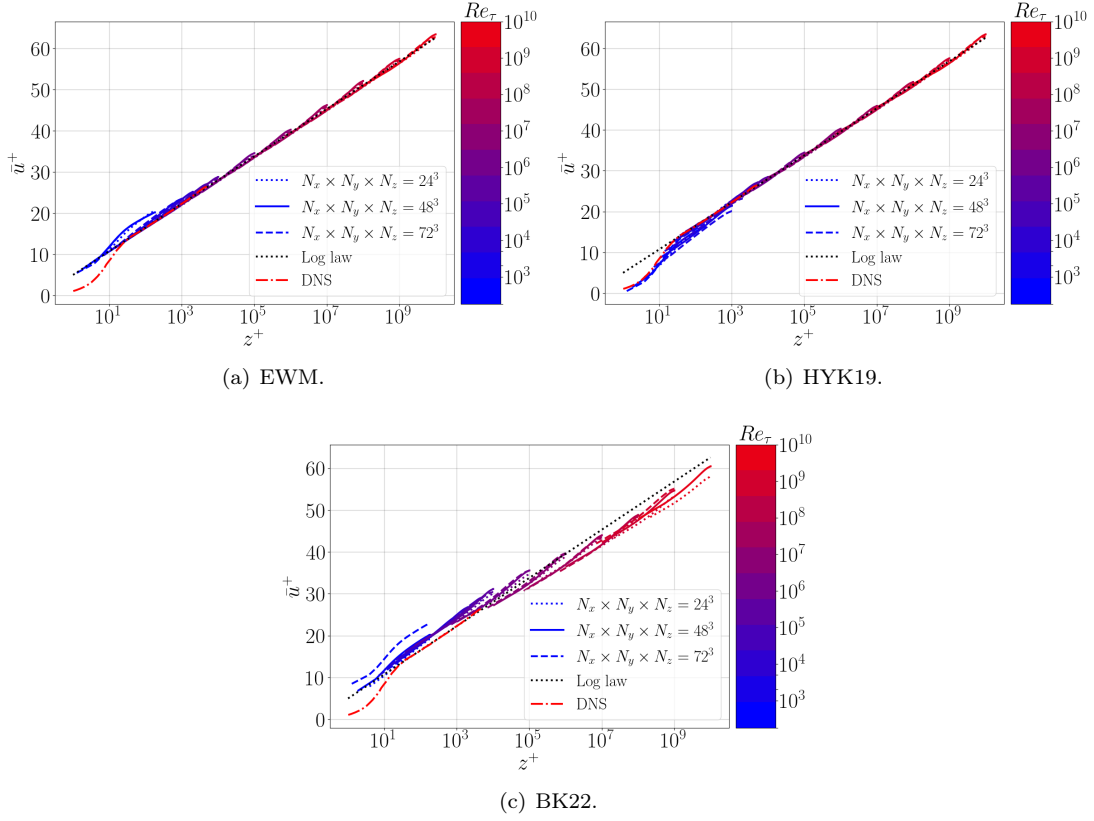 Re_τ
10^10
10^9
10^8
10^7
10^6
10^5
10^4
10^3
60
50
40
30
20
10
0
ū^+
N_x × N_y × N_z = 24^3
N_x × N_y × N_z = 48^3
N_x × N_y × N_z = 72^3
Log law
DNS
10^1 10^3 10^5 10^7 10^9
z^+
(a) EWM.
Re_τ
10^10
10^9
10^8
10^7
10^6
10^5
10^4
10^3
60
50
40
30
20
10
0
ū^+
N_x × N_y × N_z = 24^3
N_x × N_y × N_z = 48^3
N_x × N_y × N_z = 72^3
Log law
DNS
10^1 10^3 10^5 10^7 10^9
z^+
(b) HYK19.
Re_τ
10^10
10^9
10^8
10^7
10^6
10^5
10^4
10^3
60
50
40
30
20
10
0
ū^+
N_x × N_y × N_z = 24^3
N_x × N_y × N_z = 48^3
N_x × N_y × N_z = 72^3
Log law
DNS
10^1 10^3 10^5 10^7 10^9
z^+
(c) BK22.